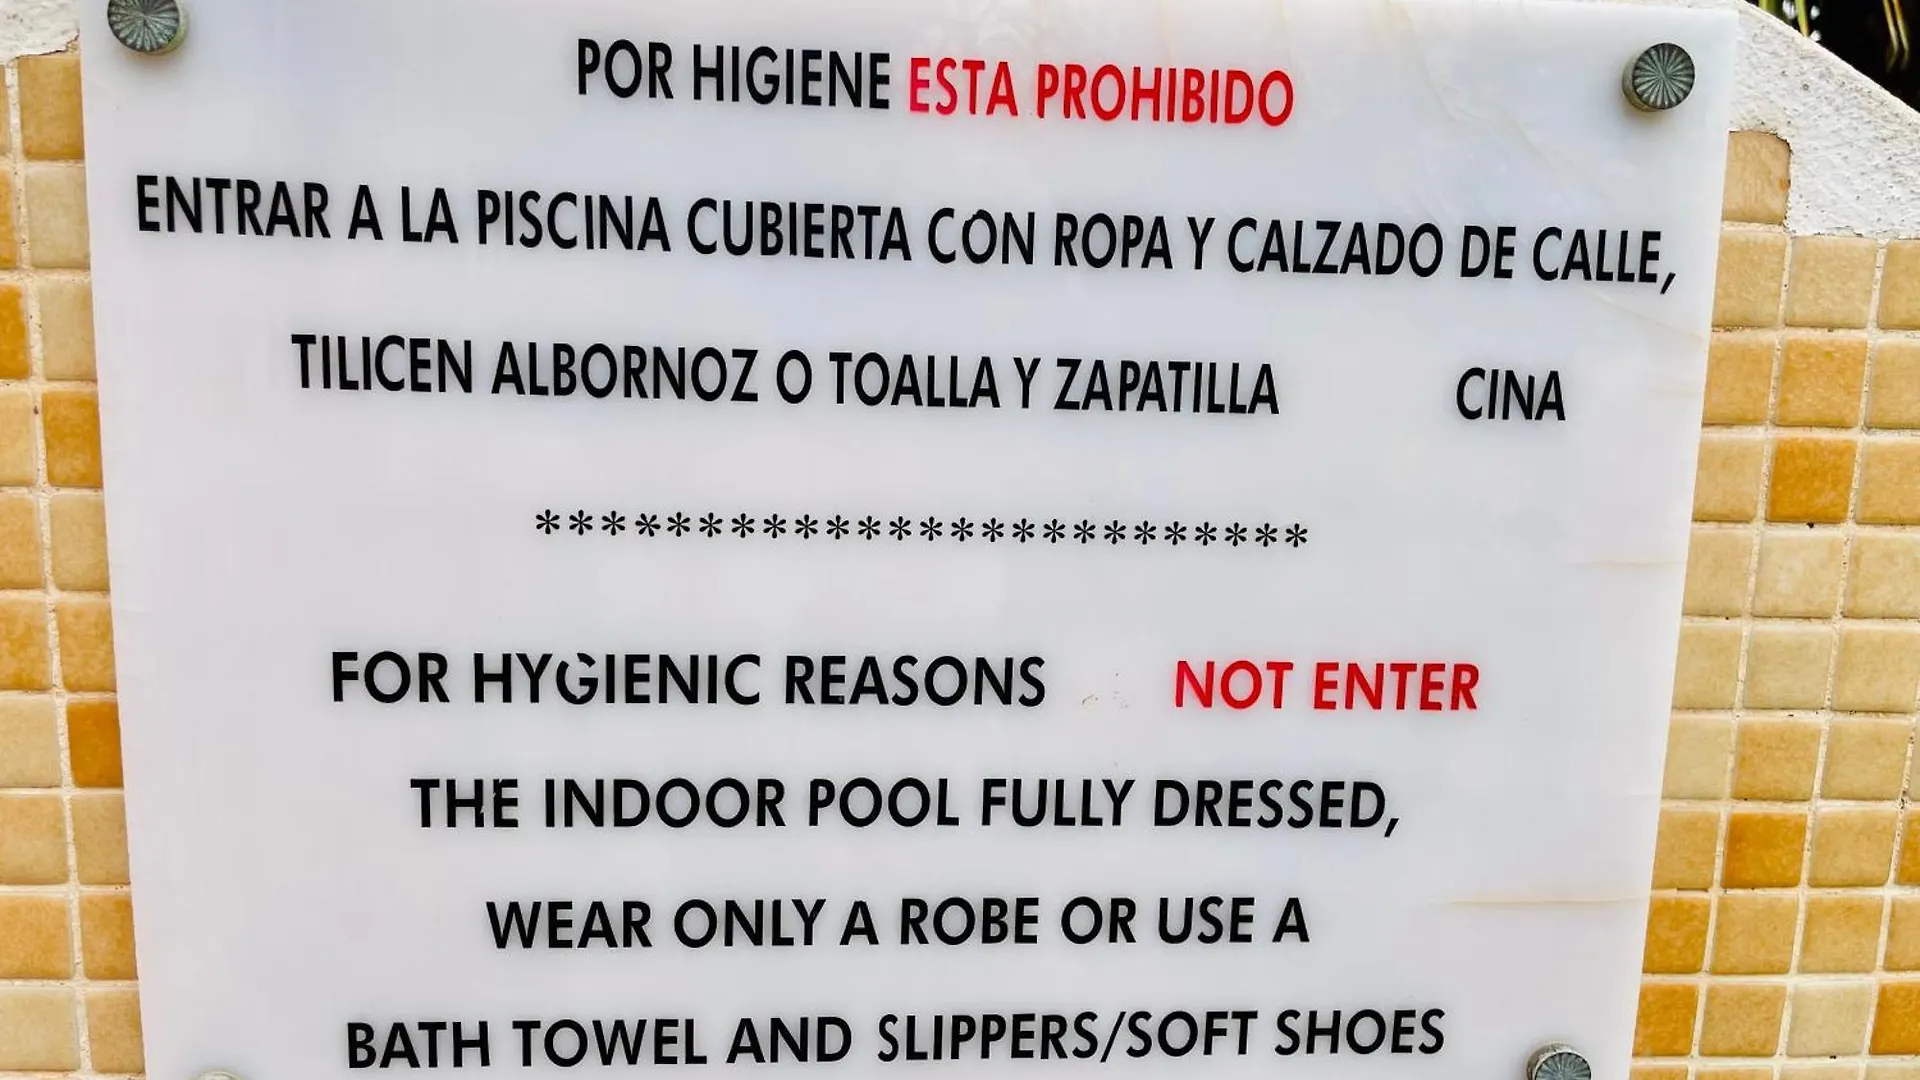 POR HIGIENE ESTA PROHIBIDO
ENTRAR A LA PISCINA CUBIERTA CON ROPA Y CALZADO DE CALLE,
TILICEN ALBORNOZ O TOALLA Y ZAPATILLA CINA
************************
FOR HYGIENIC REASONS NOT ENTER
THE INDOOR POOL FULLY DRESSED,
WEAR ONLY A ROBE OR USE A
BATH TOWEL AND SLIPPERS/SOFT SHOES